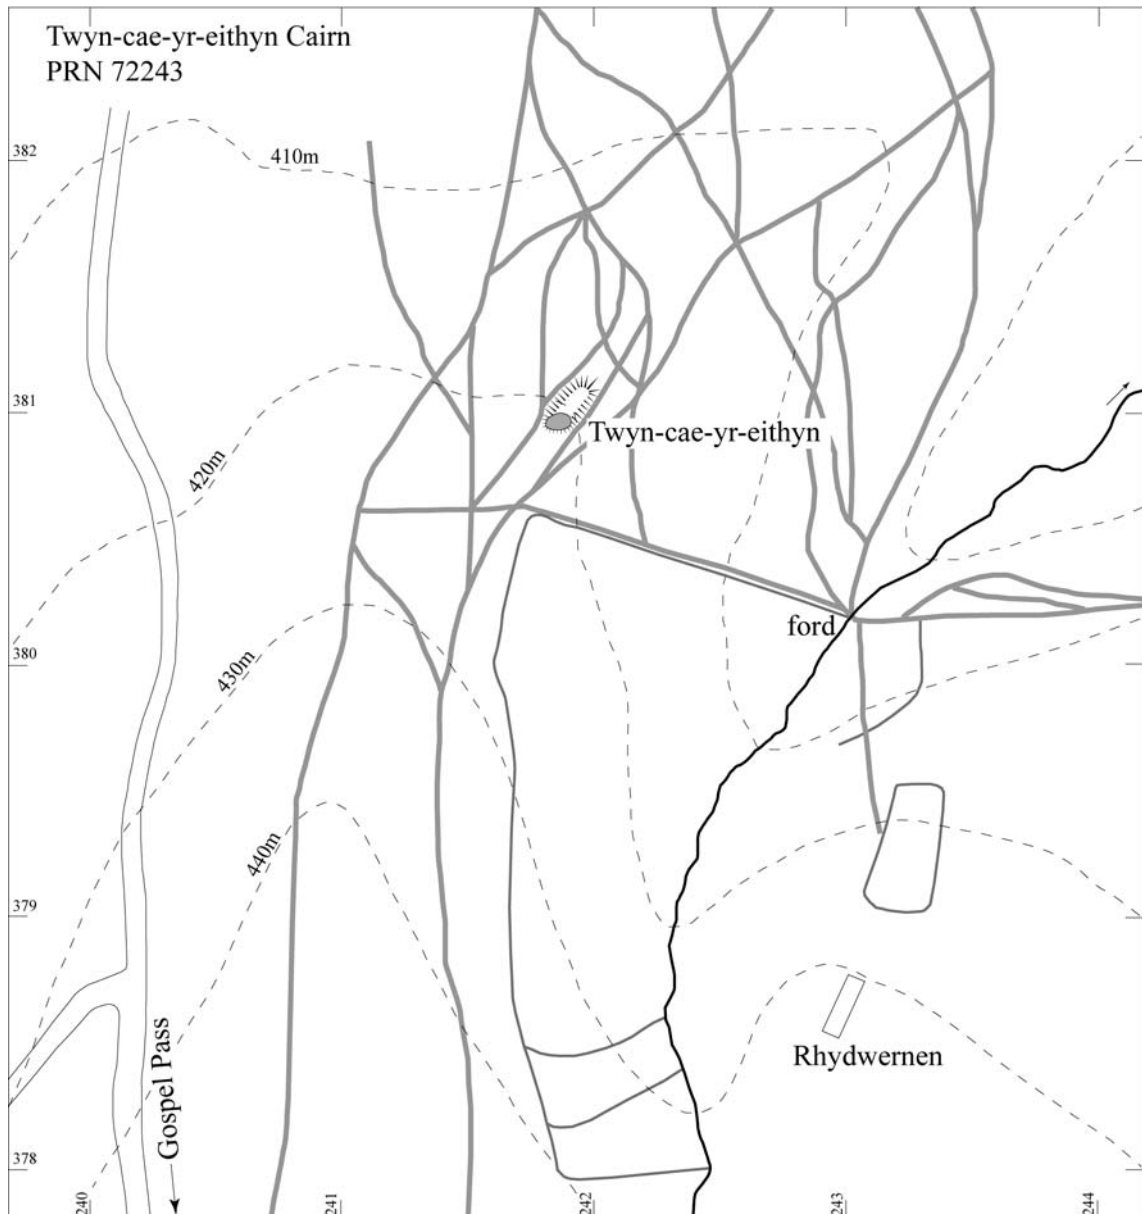 Twyn-cae-yr-eithyn Cairn
PRN 72243
382
410m
381
Twyn-cae-yr-eithyn
420m
ford
380
430m
440m
379
Rhydwernen
Gospel Pass
378
240
241
242
243
244